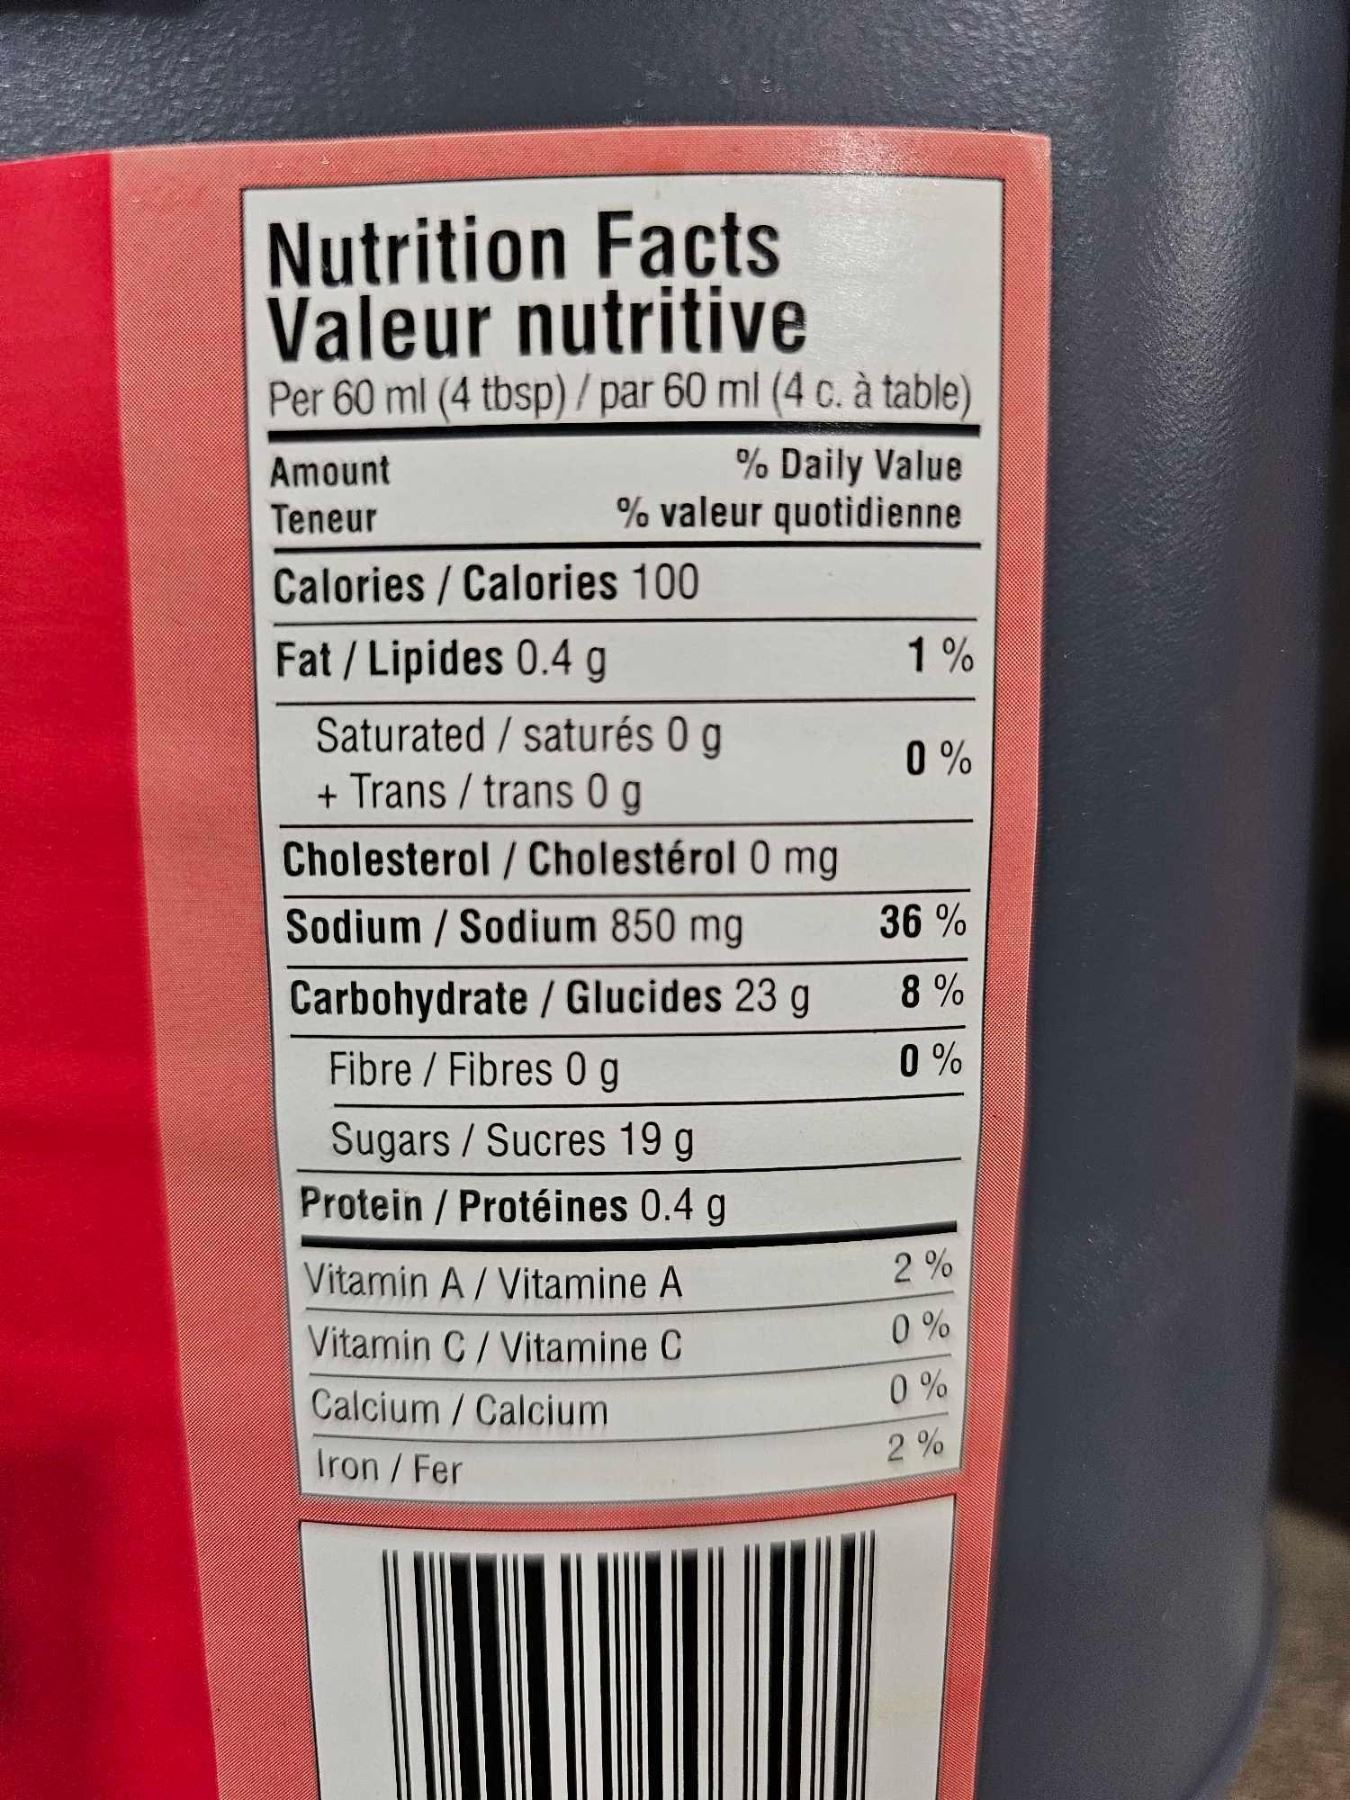 Nutrition Facts
Valeur nutritive
Per 60 ml (4 tbsp) / par 60 ml (4 c. à table)
Amount % Daily Value
Teneur % valeur quotidienne
Calories / Calories 100
Fat / Lipides 0.4 g 1 %
Saturated / saturés 0 g
+ Trans / trans 0 g 0 %
Cholesterol / Cholestérol 0 mg
Sodium / Sodium 850 mg 36 %
Carbohydrate / Glucides 23 g 8 %
Fibre / Fibres 0 g 0 %
Sugars / Sucres 19 g
Protein / Protéines 0.4 g
Vitamin A / Vitamine A 2 %
Vitamin C / Vitamine C 0 %
Calcium / Calcium 0 %
Iron / Fer 2 %